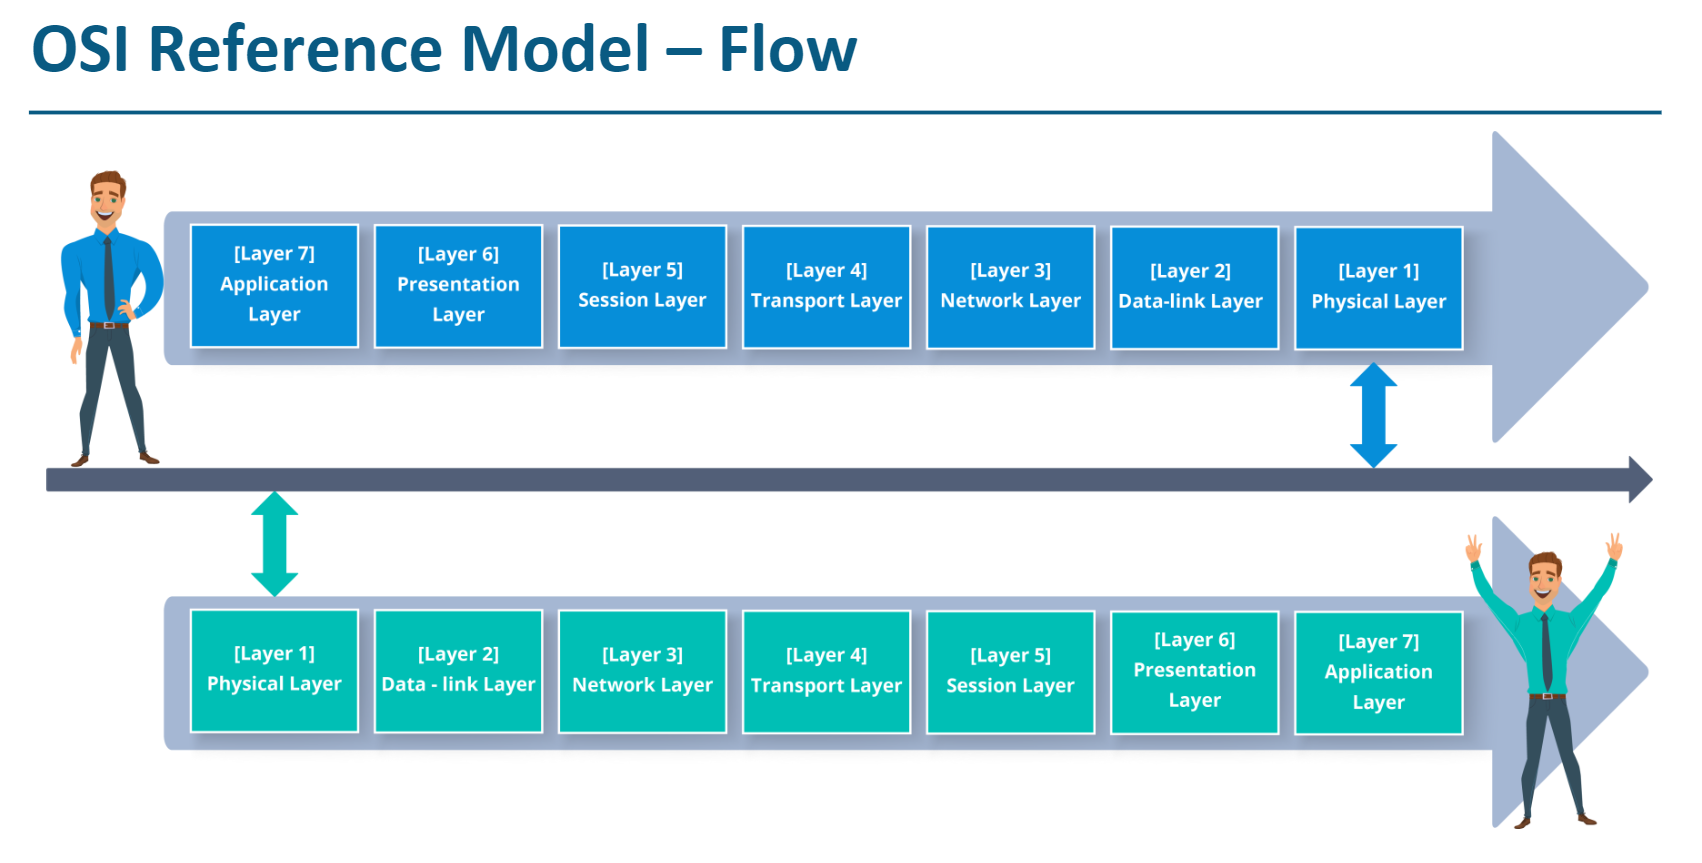 OSI Reference Model – Flow
[Layer 7]
Application
Layer
[Layer 6]
Presentation
Layer
[Layer 5]
Session Layer
[Layer 4]
Transport Layer
[Layer 3]
Network Layer
[Layer 2]
Data-link Layer
[Layer 1]
Physical Layer
[Layer 1]
Physical Layer
[Layer 2]
Data - link Layer
[Layer 3]
Network Layer
[Layer 4]
Transport Layer
[Layer 5]
Session Layer
[Layer 6]
Presentation
Layer
[Layer 7]
Application
Layer